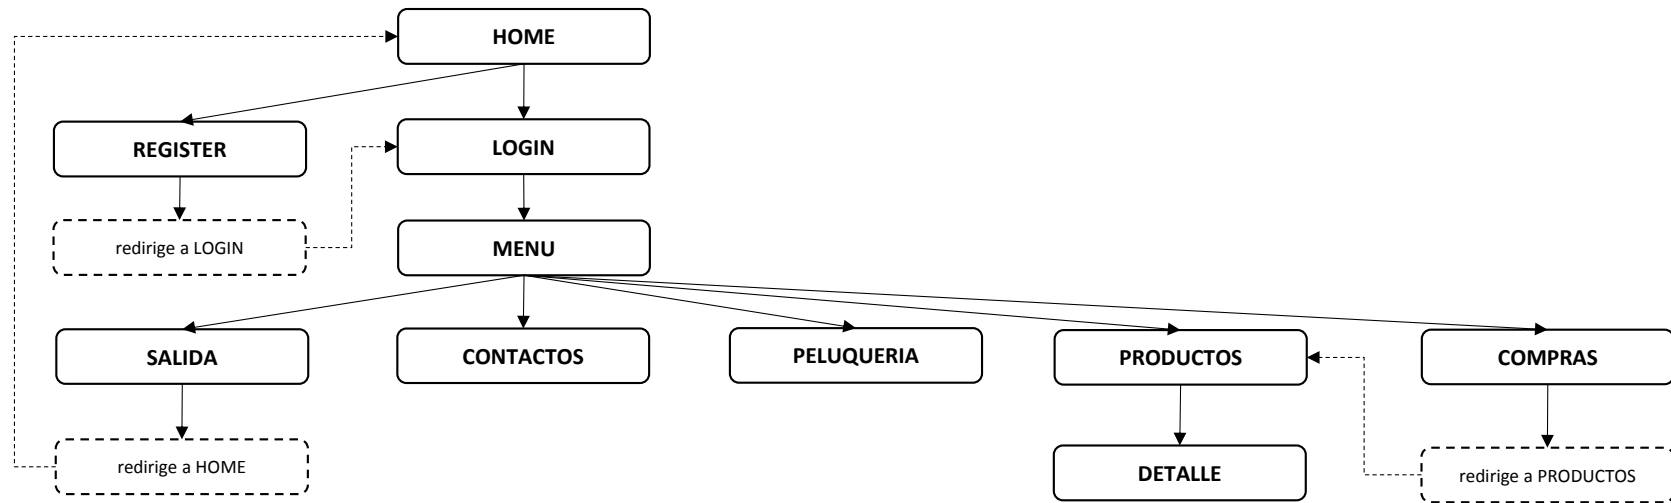 HOME
REGISTER
LOGIN
redirige a LOGIN
MENU
SALIDA
CONTACTOS
PELUQUERIA
PRODUCTOS
COMPRAS
redirige a HOME
DETALLE
redirige a PRODUCTOS